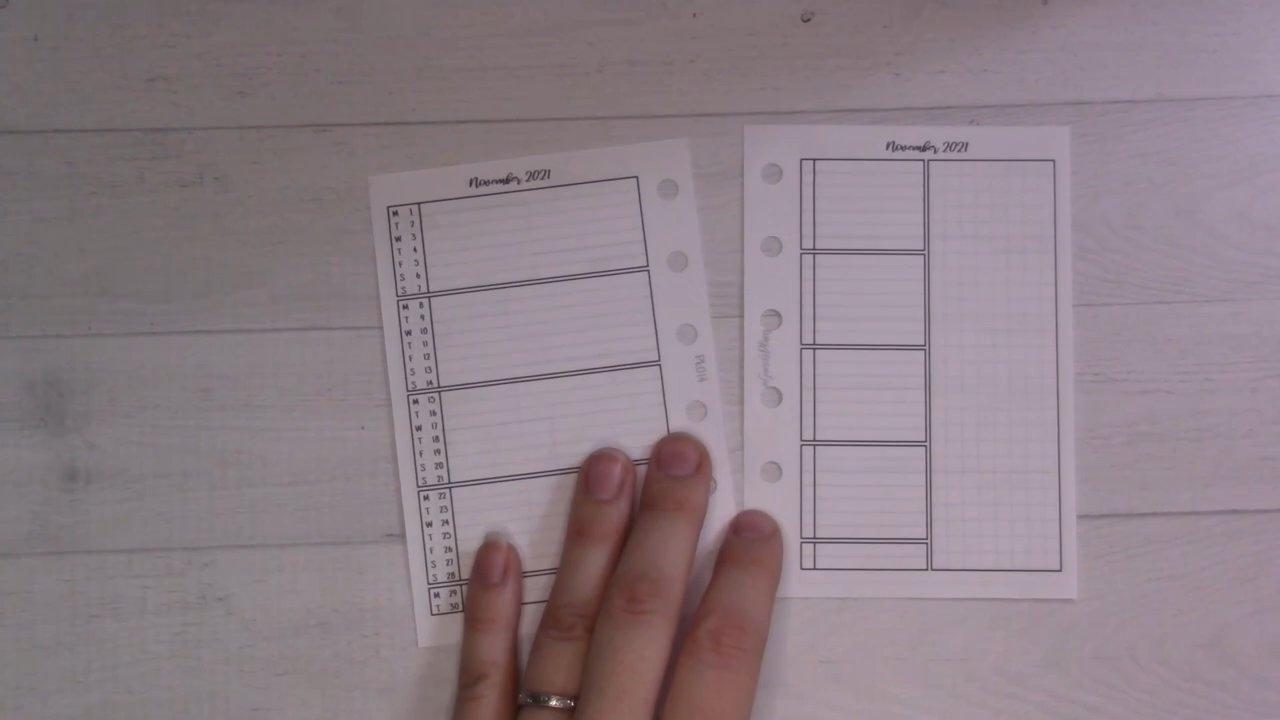 November 2021
M 1
T 2
W 3
T 4
F 5
S 6
S 7
M 8
T 9
W 10
T 11
F 12
S 13
S 14
M 15
T 16
W 17
T 18
F 19
S 20
S 21
M 22
T 23
W 24
T 25
F 26
S 27
S 28
M 29
T 30
PL014
November 2021